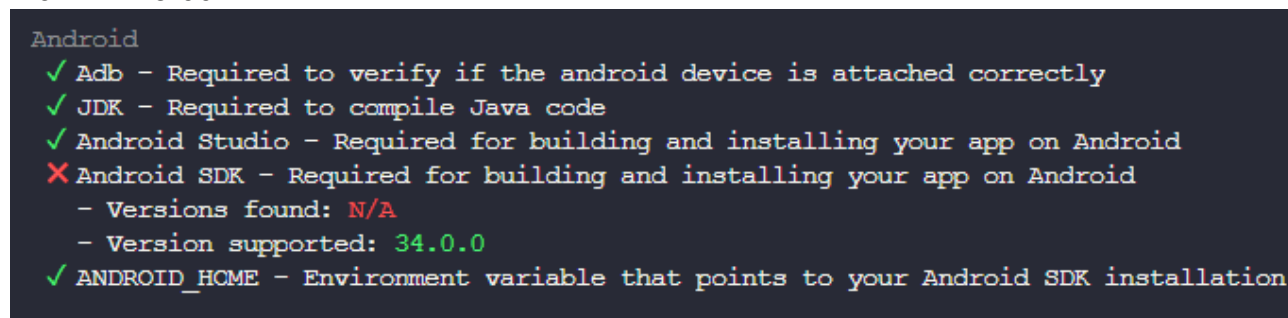 Android
✓ Adb - Required to verify if the android device is attached correctly
✓ JDK - Required to compile Java code
✓ Android Studio - Required for building and installing your app on Android
✗ Android SDK - Required for building and installing your app on Android
- Versions found: N/A
- Version supported: 34.0.0
✓ ANDROID_HOME - Environment variable that points to your Android SDK installation